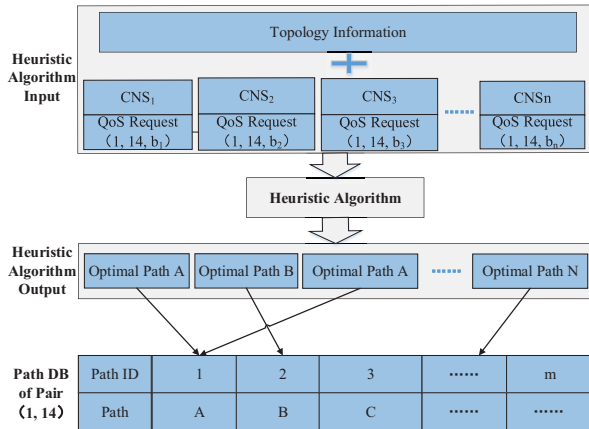 Heuristic Algorithm Input
Topology Information
CNS1 CNS2 CNS3 ...... CNSn
QoS Request QoS Request QoS Request QoS Request
(1, 14, b1) (1, 14, b2) (1, 14, b3) (1, 14, bn)
Heuristic Algorithm
Heuristic Algorithm Output
Optimal Path A Optimal Path B Optimal Path A ...... Optimal Path N
Path DB of Pair (1, 14)
Path ID 1 2 3 ...... m
Path A B C ...... ......